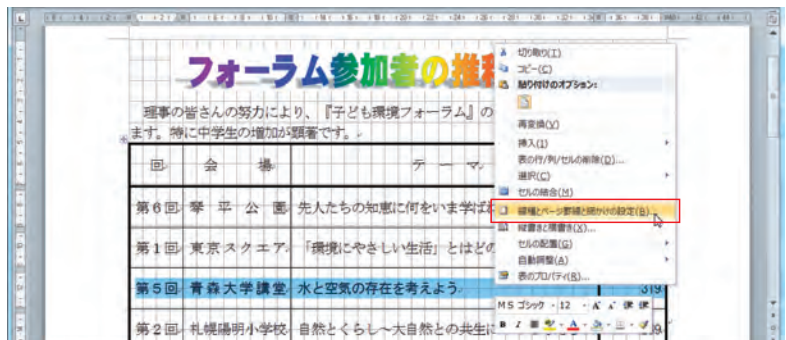 フォーラム参加者の推
理事の皆さんの努力により、『子ども環境フォーラム』の
ます。特に中学生の増加が顕著です。
回 会 場 テ ー マ
第６回 琴平公園 先人たちの知恵に何をいま学ば
第１回 東京スクエア 「環境にやさしい生活」とはどの
第５回 青森大学講堂 水と空気の存在を考えよう 319
第２回 札幌陽明小学校 自然とくらし～大自然との共生に
切り取り(T)
コピー(C)
貼り付けのオプション:
再変換(V)
挿入(I)
表の行/列/セルの削除(D)...
選択(C)
セルの結合(M)
線種とページ罫線と網かけの設定(B)...
縦書きと横書き(X)...
セルの配置(G)
自動調整(A)
表のプロパティ(R)...
MS ゴシック 12